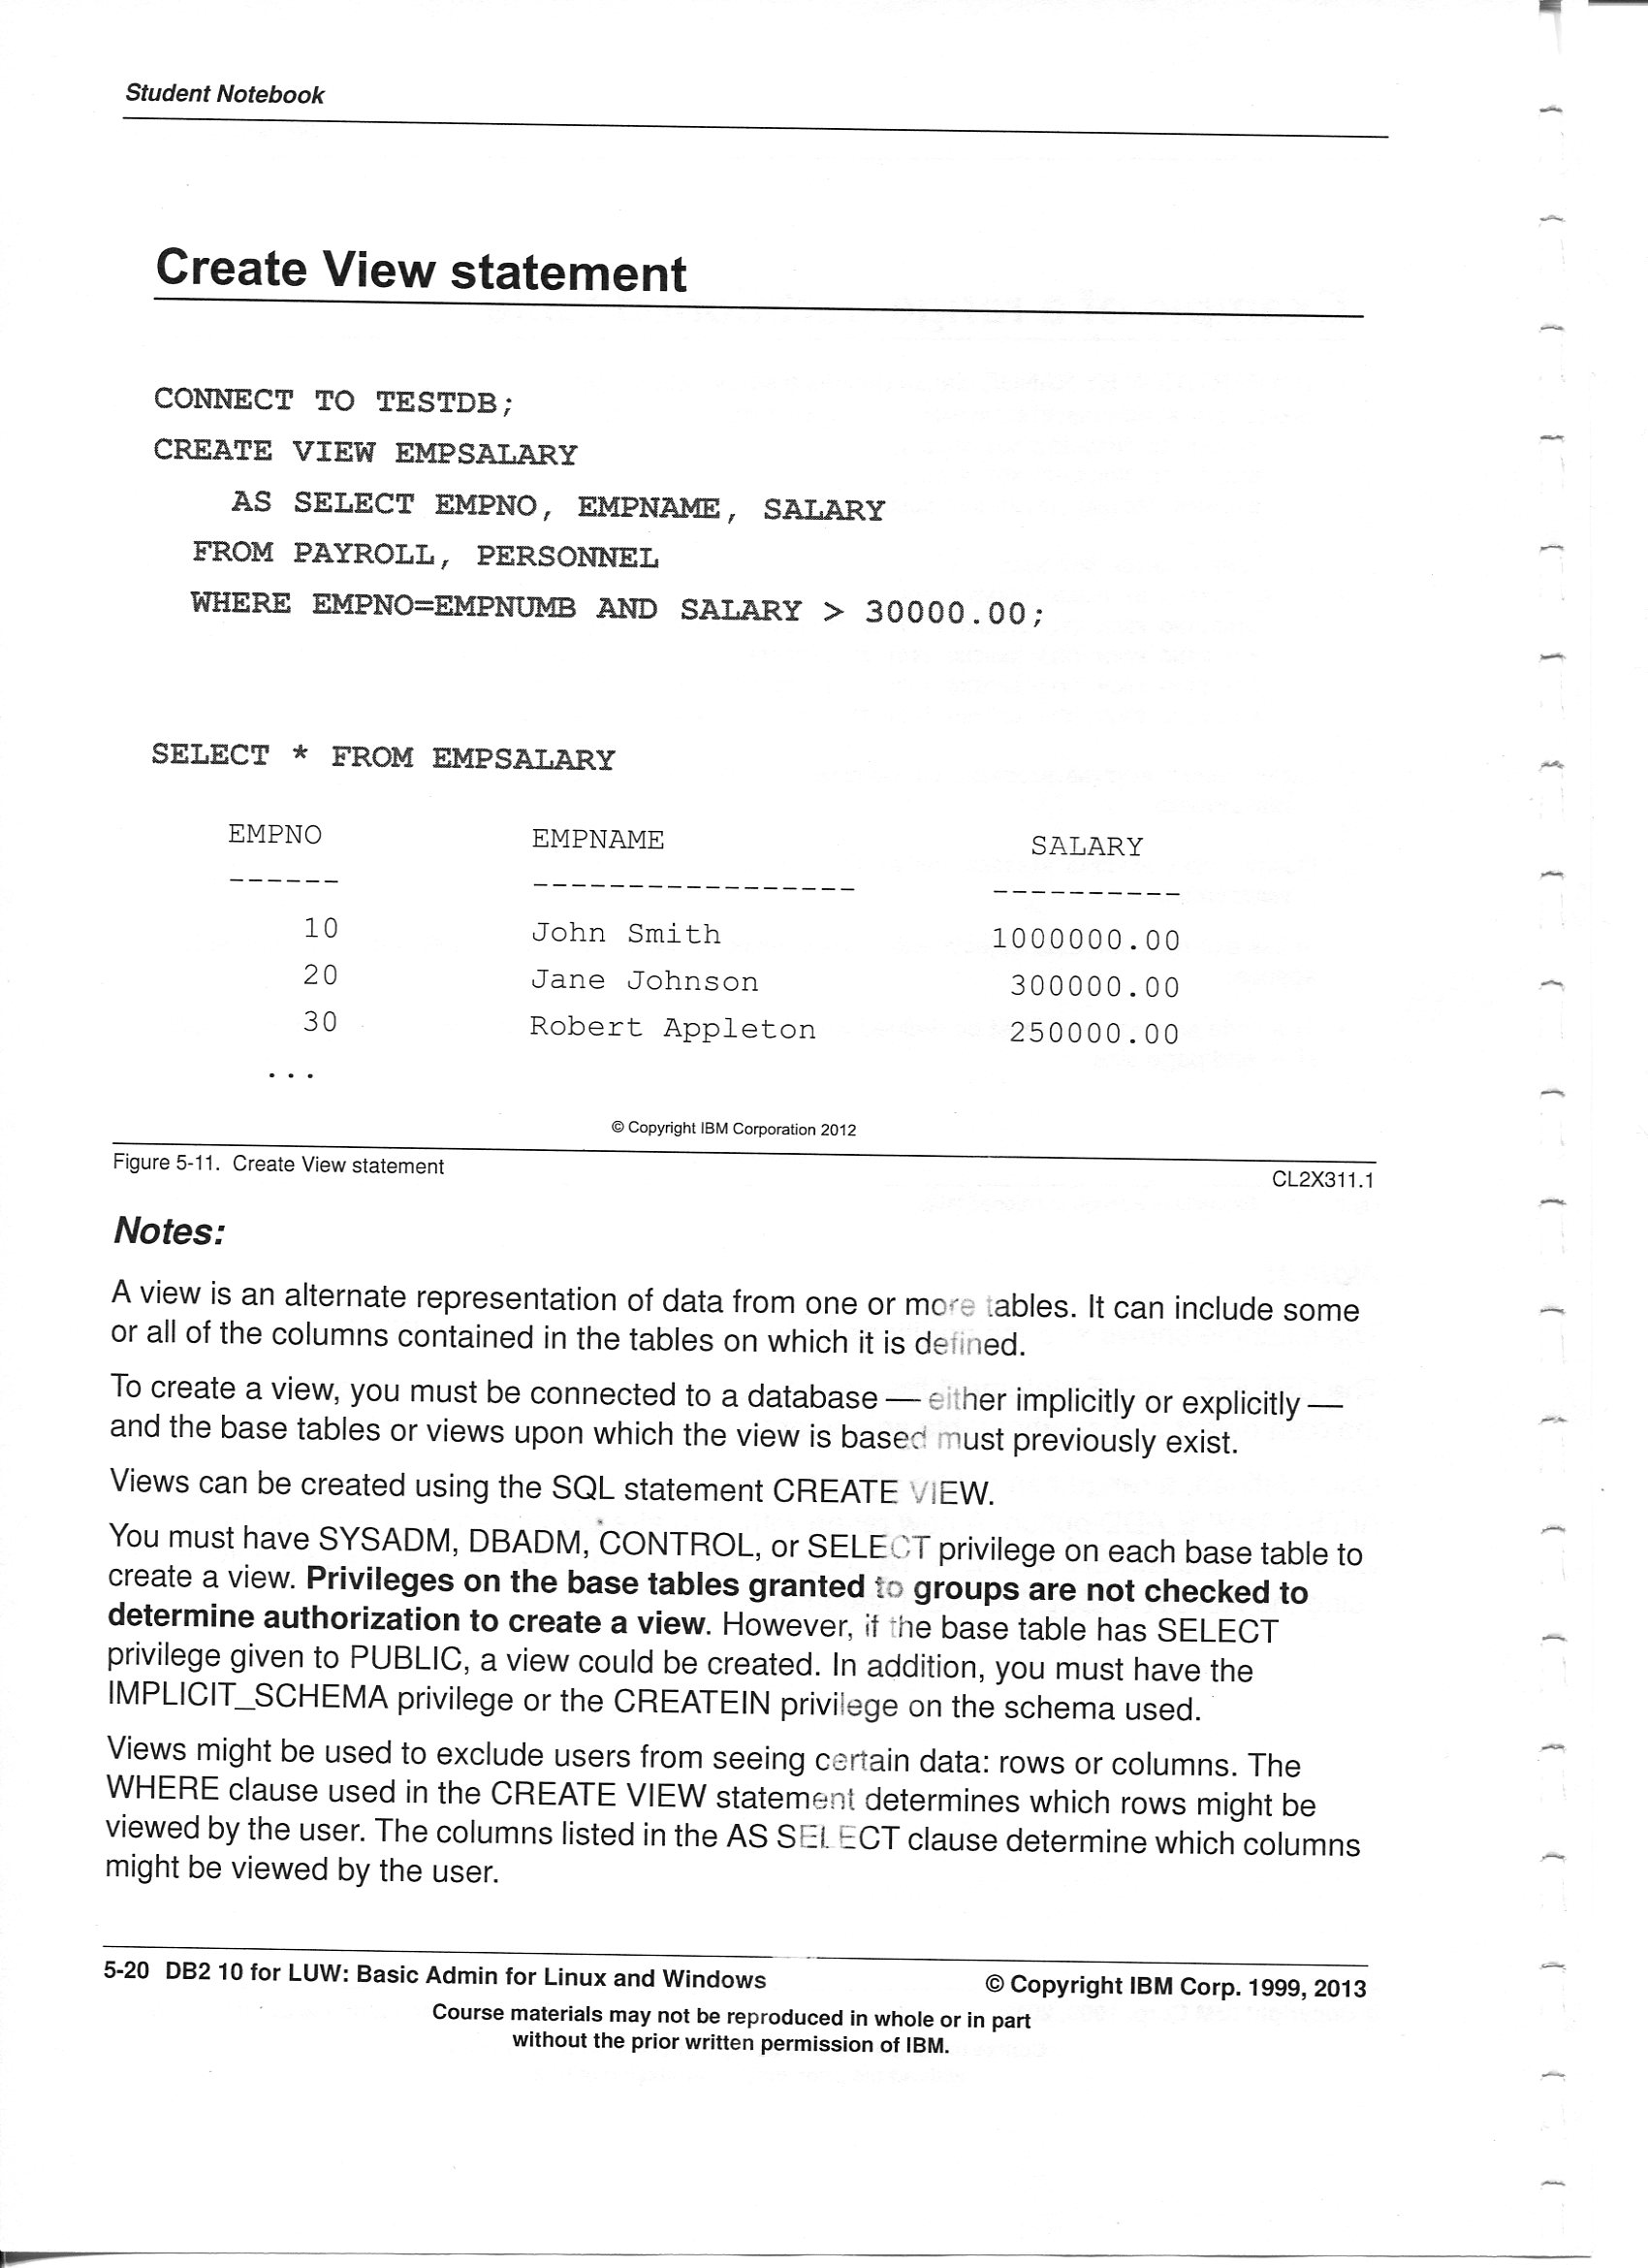 Student Notebook
Create View statement
CONNECT TO TESTDB;
CREATE VIEW EMPSALARY
AS SELECT EMPNO, EMPNAME, SALARY
FROM PAYROLL, PERSONNEL
WHERE EMPNO=EMPNUMB AND SALARY > 30000.00;
SELECT * FROM EMPSALARY
EMPNO EMPNAME SALARY
------ ----------------- ----------
10 John Smith 1000000.00
20 Jane Johnson 300000.00
30 Robert Appleton 250000.00
...
© Copyright IBM Corporation 2012
Figure 5-11. Create View statement CL2X311.1
Notes:
A view is an alternate representation of data from one or more tables. It can include some
or all of the columns contained in the tables on which it is defined.
To create a view, you must be connected to a database — either implicitly or explicitly —
and the base tables or views upon which the view is based must previously exist.
Views can be created using the SQL statement CREATE VIEW.
You must have SYSADM, DBADM, CONTROL, or SELECT privilege on each base table to
create a view. Privileges on the base tables granted to groups are not checked to
determine authorization to create a view. However, if the base table has SELECT
privilege given to PUBLIC, a view could be created. In addition, you must have the
IMPLICIT_SCHEMA privilege or the CREATEIN privilege on the schema used.
Views might be used to exclude users from seeing certain data: rows or columns. The
WHERE clause used in the CREATE VIEW statement determines which rows might be
viewed by the user. The columns listed in the AS SELECT clause determine which columns
might be viewed by the user.
5-20 DB2 10 for LUW: Basic Admin for Linux and Windows © Copyright IBM Corp. 1999, 2013
Course materials may not be reproduced in whole or in part
without the prior written permission of IBM.